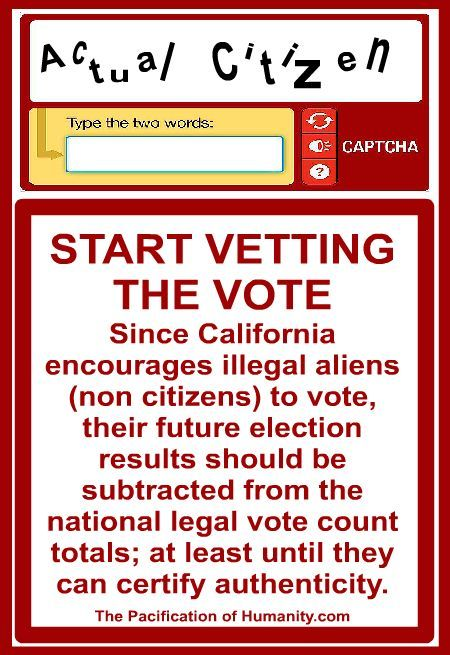 Actual Citizen
Type the two words:
CAPTCHA
?
START VETTING
THE VOTE
Since California
encourages illegal aliens
(non citizens) to vote,
their future election
results should be
subtracted from the
national legal vote count
totals; at least until they
can certify authenticity.
The Pacification of Humanity.com